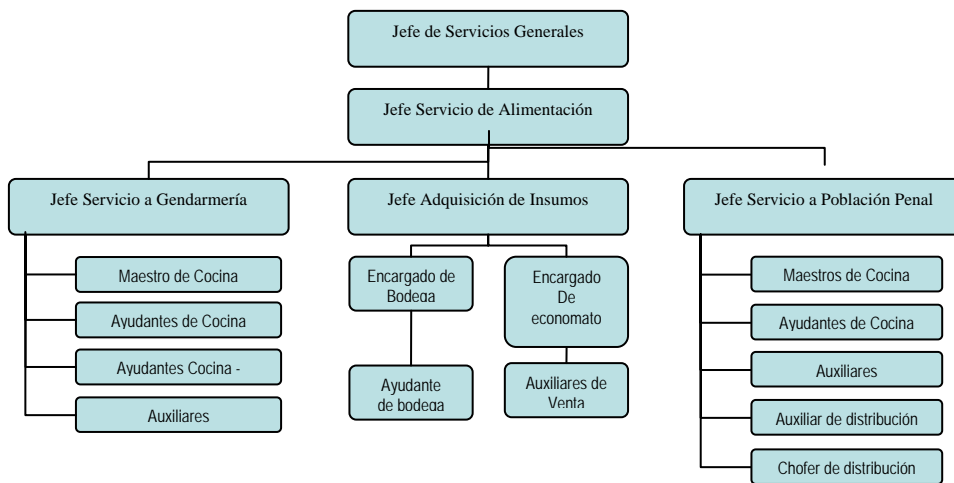 Jefe de Servicios Generales
Jefe Servicio de Alimentación
Jefe Servicio a Gendarmería
Jefe Adquisición de Insumos
Jefe Servicio a Población Penal
Maestro de Cocina
Ayudantes de Cocina
Ayudantes Cocina -
Auxiliares
Encargado de
Bodega
Ayudante
de bodega
Encargado
De
economato
Auxiliares de
Venta
Maestros de Cocina
Ayudantes de Cocina
Auxiliares
Auxiliar de distribución
Chofer de distribución